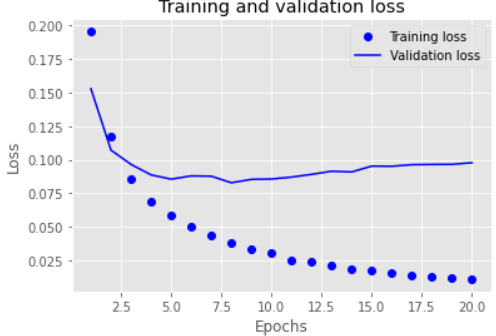 Training and validation loss
Training loss
Validation loss
0.200
0.175
0.150
0.125
0.100
0.075
0.050
0.025
Loss
2.5 5.0 7.5 10.0 12.5 15.0 17.5 20.0
Epochs